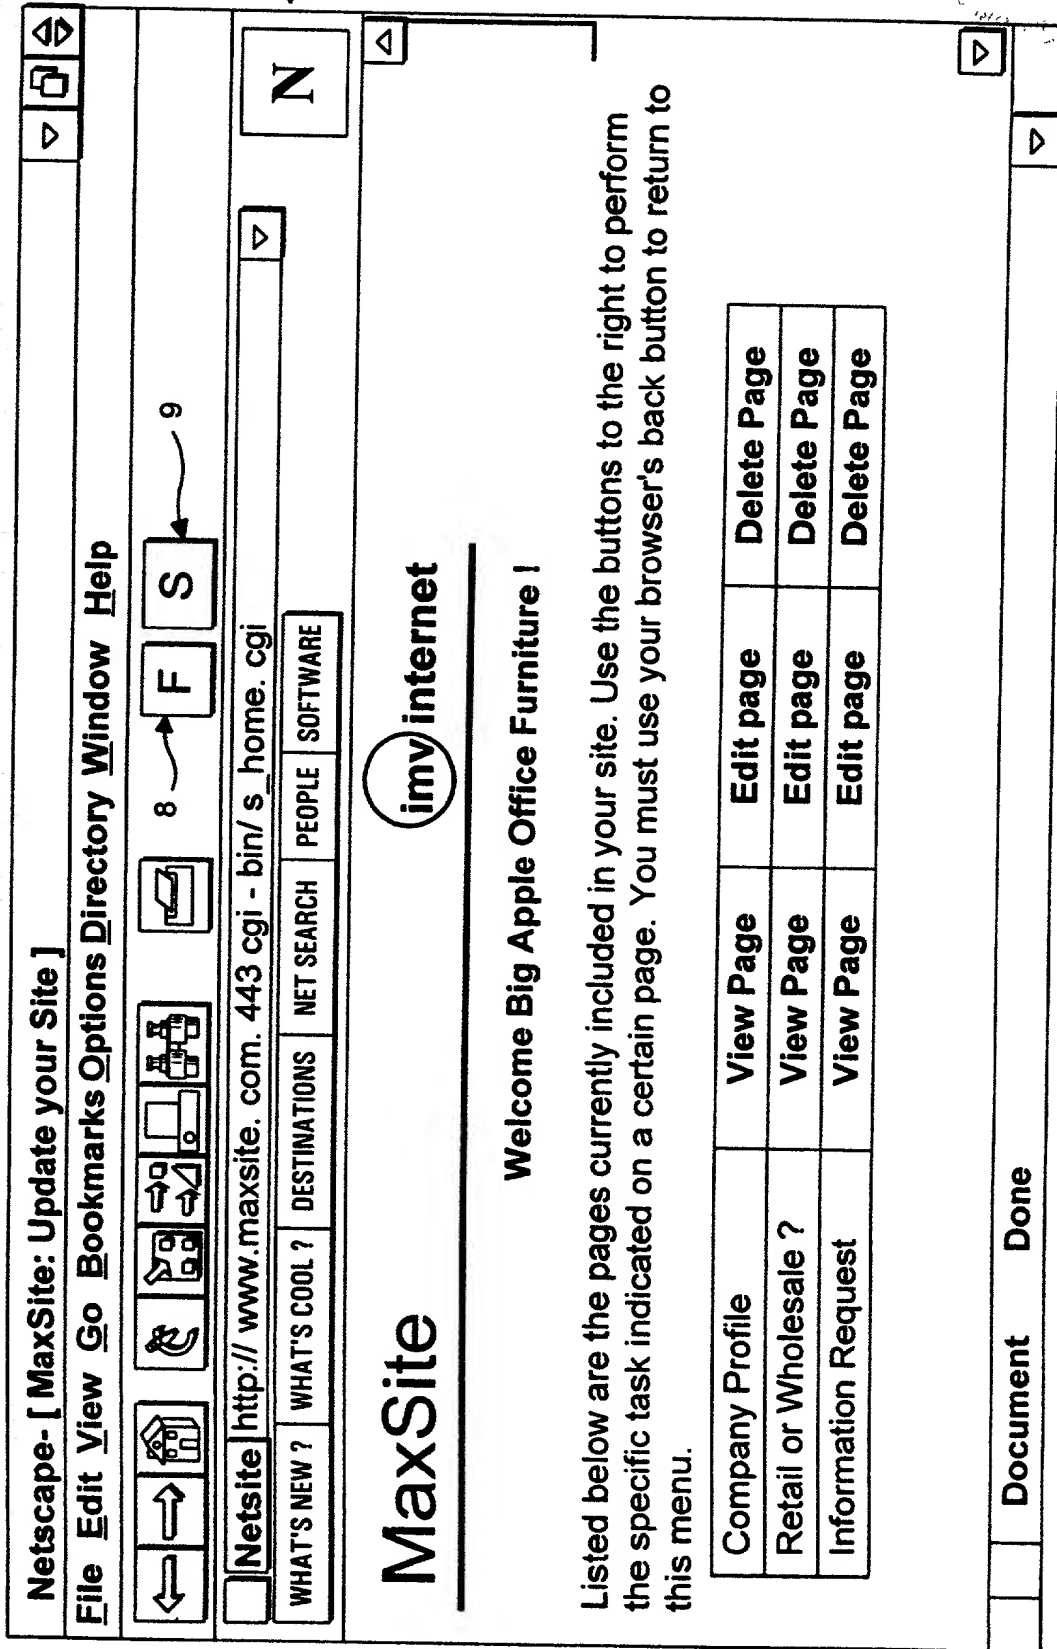 Netscape- [ MaxSite: Update your Site ]
File Edit View Go Bookmarks Options Directory Window Help
8 F S 9
Netsite http:// www.maxsite. com. 443 cgi - bin/ s_home. cgi
N
WHAT'S NEW ? WHAT'S COOL ? DESTINATIONS NET SEARCH PEOPLE SOFTWARE
MaxSite imv internet
Welcome Big Apple Office Furniture !
Listed below are the pages currently included in your site. Use the buttons to the right to perform
the specific task indicated on a certain page. You must use your browser's back button to return to
this menu.
Company Profile View Page Edit page Delete Page
Retail or Wholesale ? View Page Edit page Delete Page
Information Request View Page Edit page Delete Page
Document Done